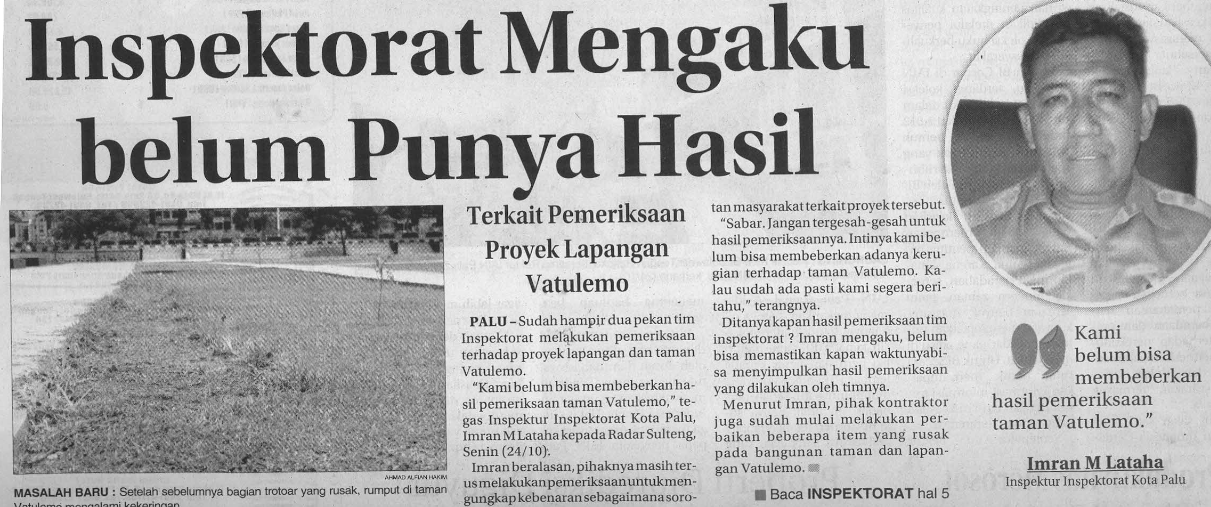 Inspektorat Mengaku
belum Punya Hasil
Terkait Pemeriksaan
Proyek Lapangan
Vatulemo
PALU – Sudah hampir dua pekan tim
Inspektorat melakukan pemeriksaan
terhadap proyek lapangan dan taman
Vatulemo.
“Kami belum bisa membeberkan ha-
sil pemeriksaan taman Vatulemo,” te-
gas Inspektur Inspektorat Kota Palu,
Imran M Lataha kepada Radar Sulteng,
Senin (24/10).
Imran beralasan, pihaknya masih ter-
us melakukan pemeriksaan untuk men-
gungkap kebenaran sebagaimana soro-
tan masyarakat terkait proyek tersebut.
“Sabar. Jangan tergesah-gesah untuk
hasil pemeriksaannya. Intinya kami be-
lum bisa membeberkan adanya keru-
gian terhadap taman Vatulemo. Ka-
lau sudah ada pasti kami segera beri-
tahu,” terangnya.
Ditanya kapan hasil pemeriksaan tim
inspektorat ? Imran mengaku, belum
bisa memastikan kapan waktunyabi-
sa menyimpulkan hasil pemeriksaan
yang dilakukan oleh timnya.
Menurut Imran, pihak kontraktor
juga sudah mulai melakukan per-
baikan beberapa item yang rusak
pada bangunan taman dan lapan-
gan Vatulemo.
Baca INSPEKTORAT hal 5
AHMAD ALFIAN HAKIM
MASALAH BARU : Setelah sebelumnya bagian trotoar yang rusak, rumput di taman
Vatulemo mengalami kekeringan.
Kami
belum bisa
membeberkan
hasil pemeriksaan
taman Vatulemo.”
Imran M Lataha
Inspektur Inspektorat Kota Palu